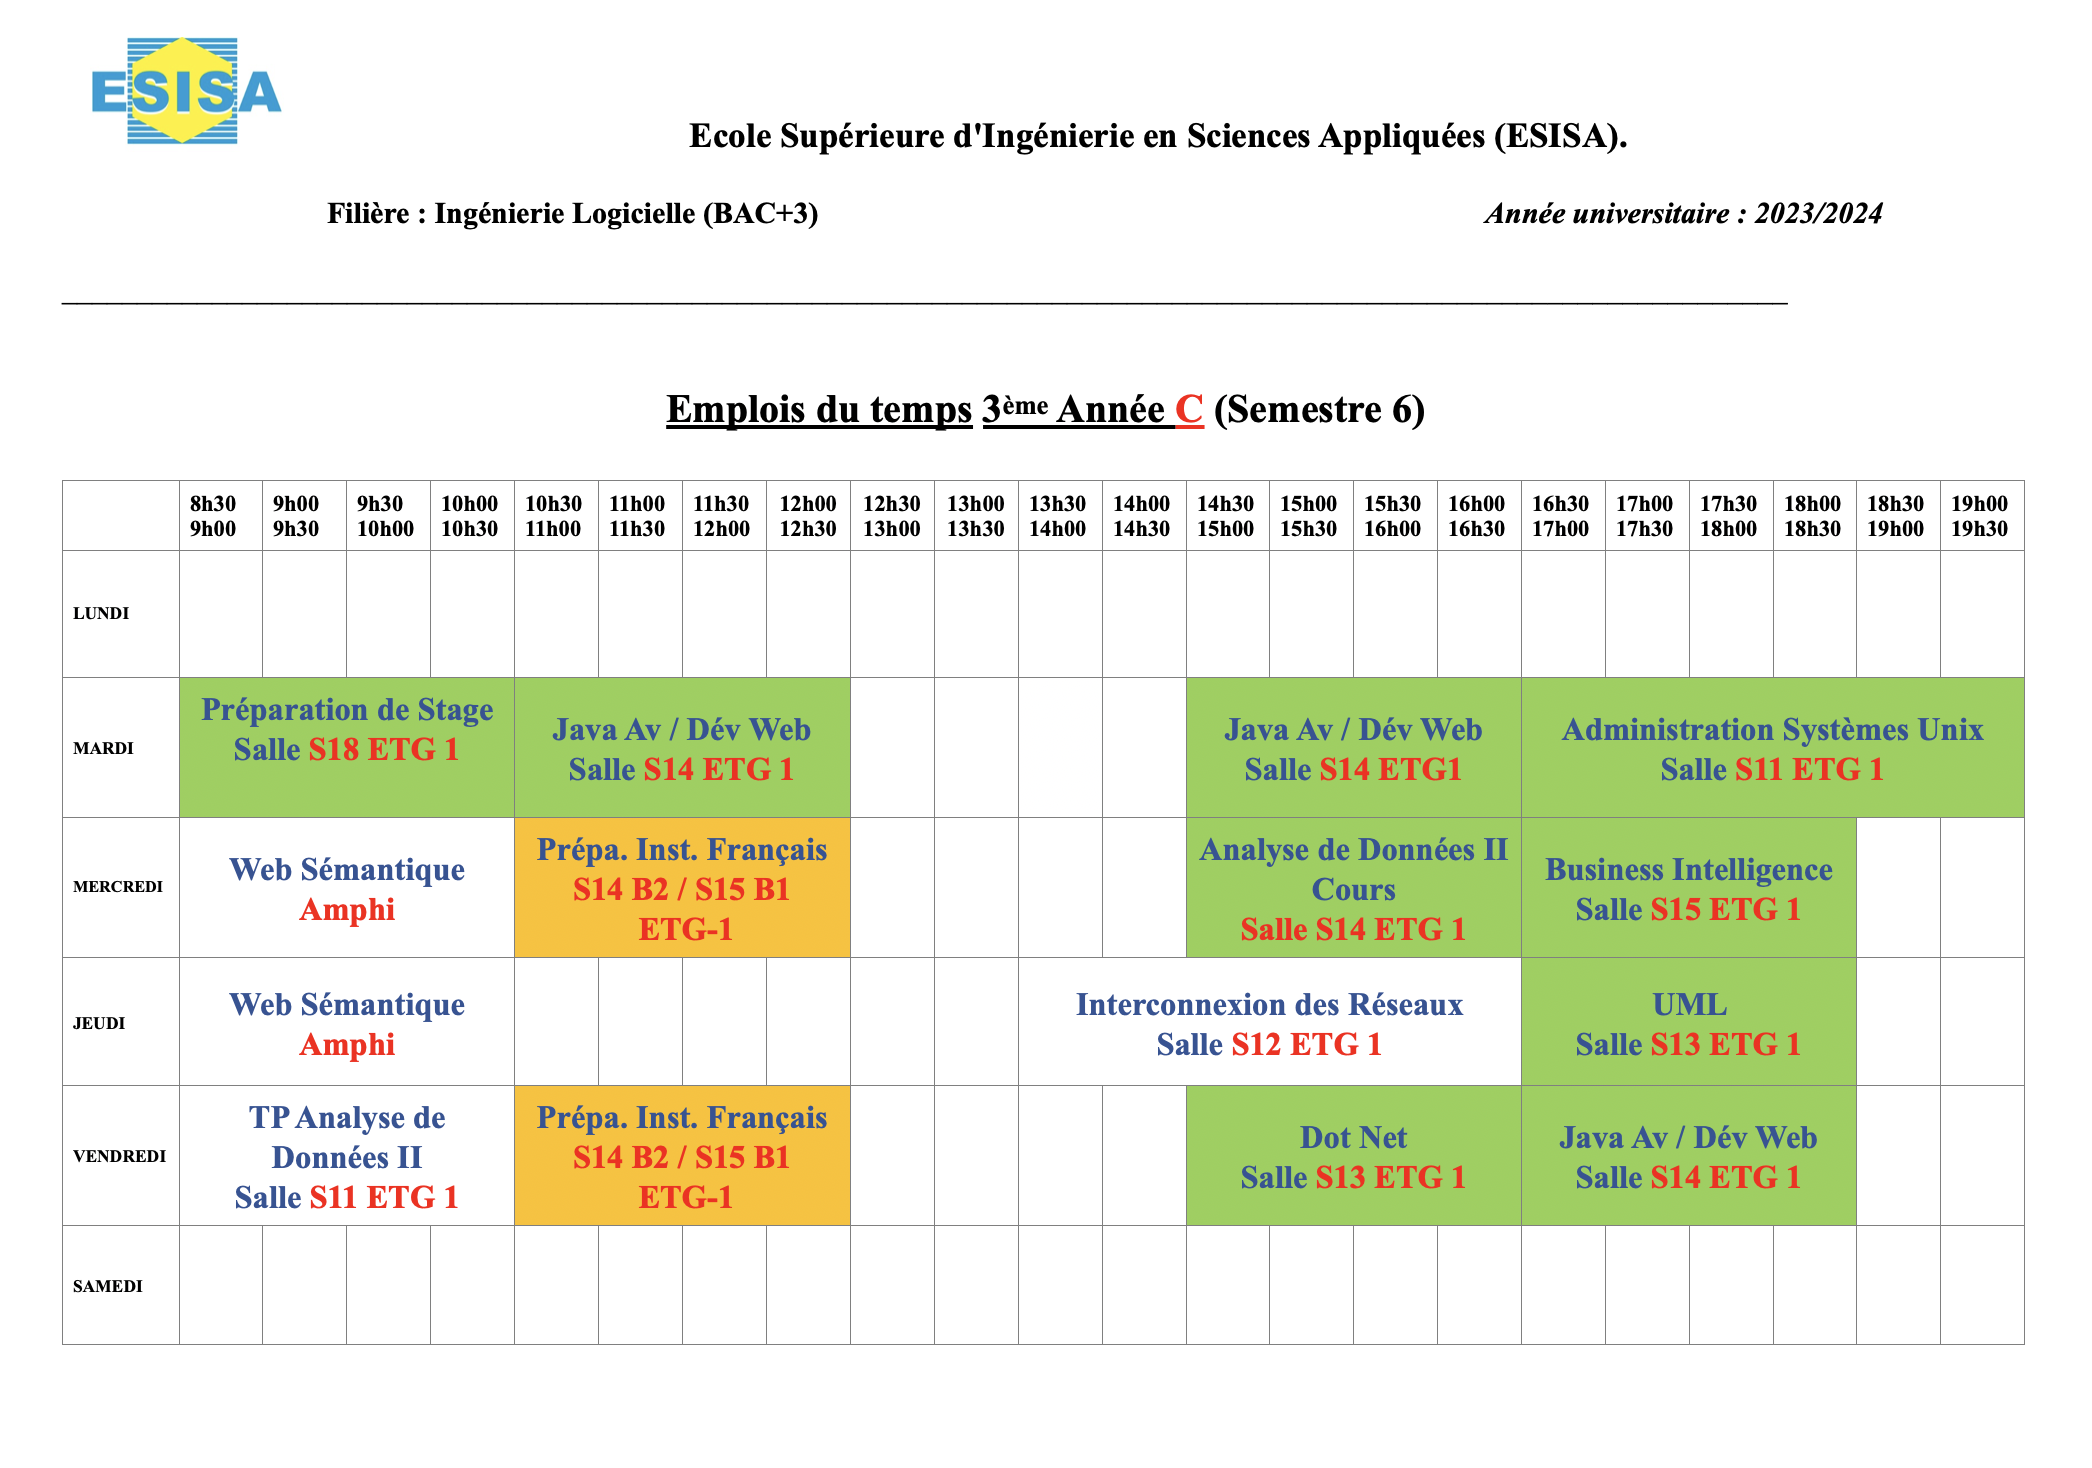 ESISA
Ecole Supérieure d'Ingénierie en Sciences Appliquées (ESISA).
Filière : Ingénierie Logicielle (BAC+3)
Année universitaire : 2023/2024
Emplois du temps 3ème Année C (Semestre 6)
8h30 9h00 9h30 10h00 10h30 11h00 11h30 12h00 12h30 13h00 13h30 14h00 14h30 15h00 15h30 16h00 16h30 17h00 17h30 18h00 18h30 19h00
9h00 9h30 10h00 10h30 11h00 11h30 12h00 12h30 13h00 13h30 14h00 14h30 15h00 15h30 16h00 16h30 17h00 17h30 18h00 18h30 19h00 19h30
LUNDI
MARDI
Préparation de Stage
Salle S18 ETG 1
Java Av / Dév Web
Salle S14 ETG 1
Java Av / Dév Web
Salle S14 ETG1
Administration Systèmes Unix
Salle S11 ETG 1
MERCREDI
Web Sémantique
Amphi
Prépa. Inst. Français
S14 B2 / S15 B1
ETG-1
Analyse de Données II
Cours
Salle S14 ETG 1
Business Intelligence
Salle S15 ETG 1
JEUDI
Web Sémantique
Amphi
Interconnexion des Réseaux
Salle S12 ETG 1
UML
Salle S13 ETG 1
VENDREDI
TP Analyse de
Données II
Salle S11 ETG 1
Prépa. Inst. Français
S14 B2 / S15 B1
ETG-1
Dot Net
Salle S13 ETG 1
Java Av / Dév Web
Salle S14 ETG 1
SAMEDI